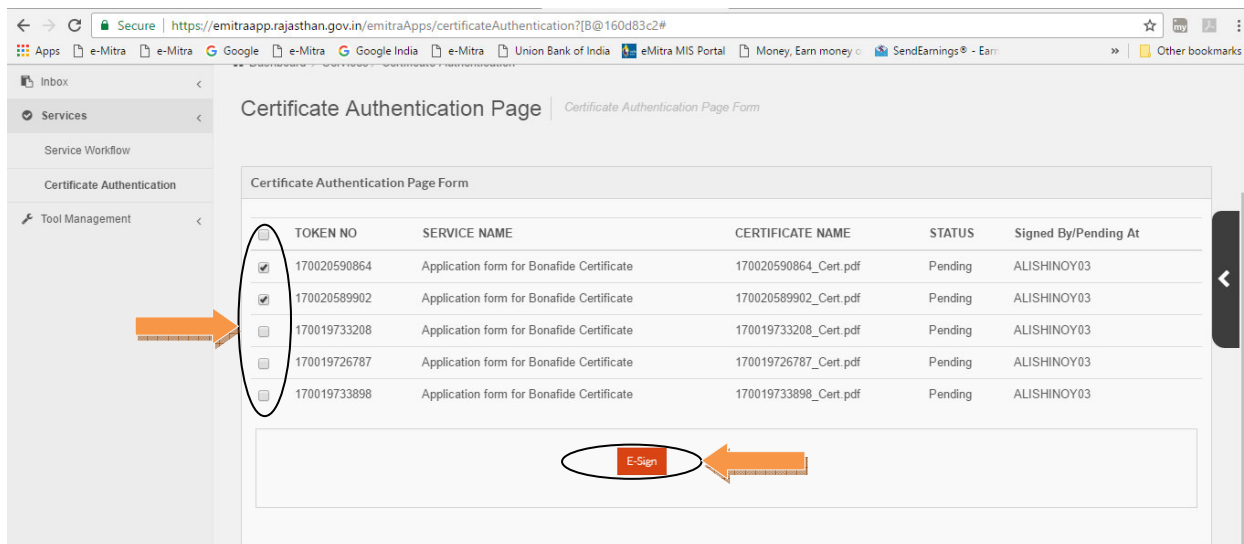 Secure | https://emitraapp.rajasthan.gov.in/emitraApps/certificateAuthentication?[B@160d83c2#
Apps e-Mitra e-Mitra Google e-Mitra Google India e-Mitra Union Bank of India eMitra MIS Portal Money, Earn money o SendEarnings® - Earn » Other bookmarks
Dashboard / Services / Certificate Authentication
Inbox
Certificate Authentication Page Certificate Authentication Page Form
Services
Service Workflow
Certificate Authentication
Certificate Authentication Page Form
Tool Management
TOKEN NO SERVICE NAME CERTIFICATE NAME STATUS Signed By/Pending At
170020590864 Application form for Bonafide Certificate 170020590864_Cert.pdf Pending ALISHINOY03
170020589902 Application form for Bonafide Certificate 170020589902_Cert.pdf Pending ALISHINOY03
170019733208 Application form for Bonafide Certificate 170019733208_Cert.pdf Pending ALISHINOY03
170019726787 Application form for Bonafide Certificate 170019726787_Cert.pdf Pending ALISHINOY03
170019733898 Application form for Bonafide Certificate 170019733898_Cert.pdf Pending ALISHINOY03
E-Sign